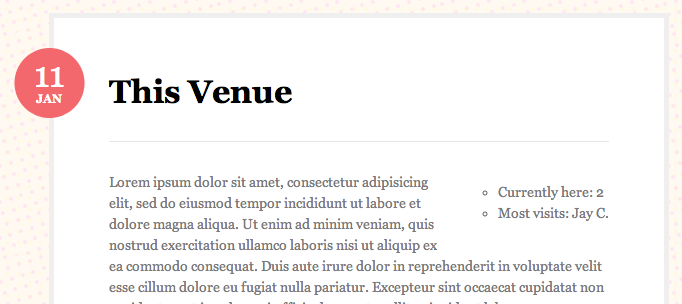 11
JAN
This Venue
Lorem ipsum dolor sit amet, consectetur adipisicing
elit, sed do eiusmod tempor incididunt ut labore et
dolore magna aliqua. Ut enim ad minim veniam, quis
nostrud exercitation ullamco laboris nisi ut aliquip ex
ea commodo consequat. Duis aute irure dolor in reprehenderit in voluptate velit
esse cillum dolore eu fugiat nulla pariatur. Excepteur sint occaecat cupidatat non
Currently here: 2
Most visits: Jay C.